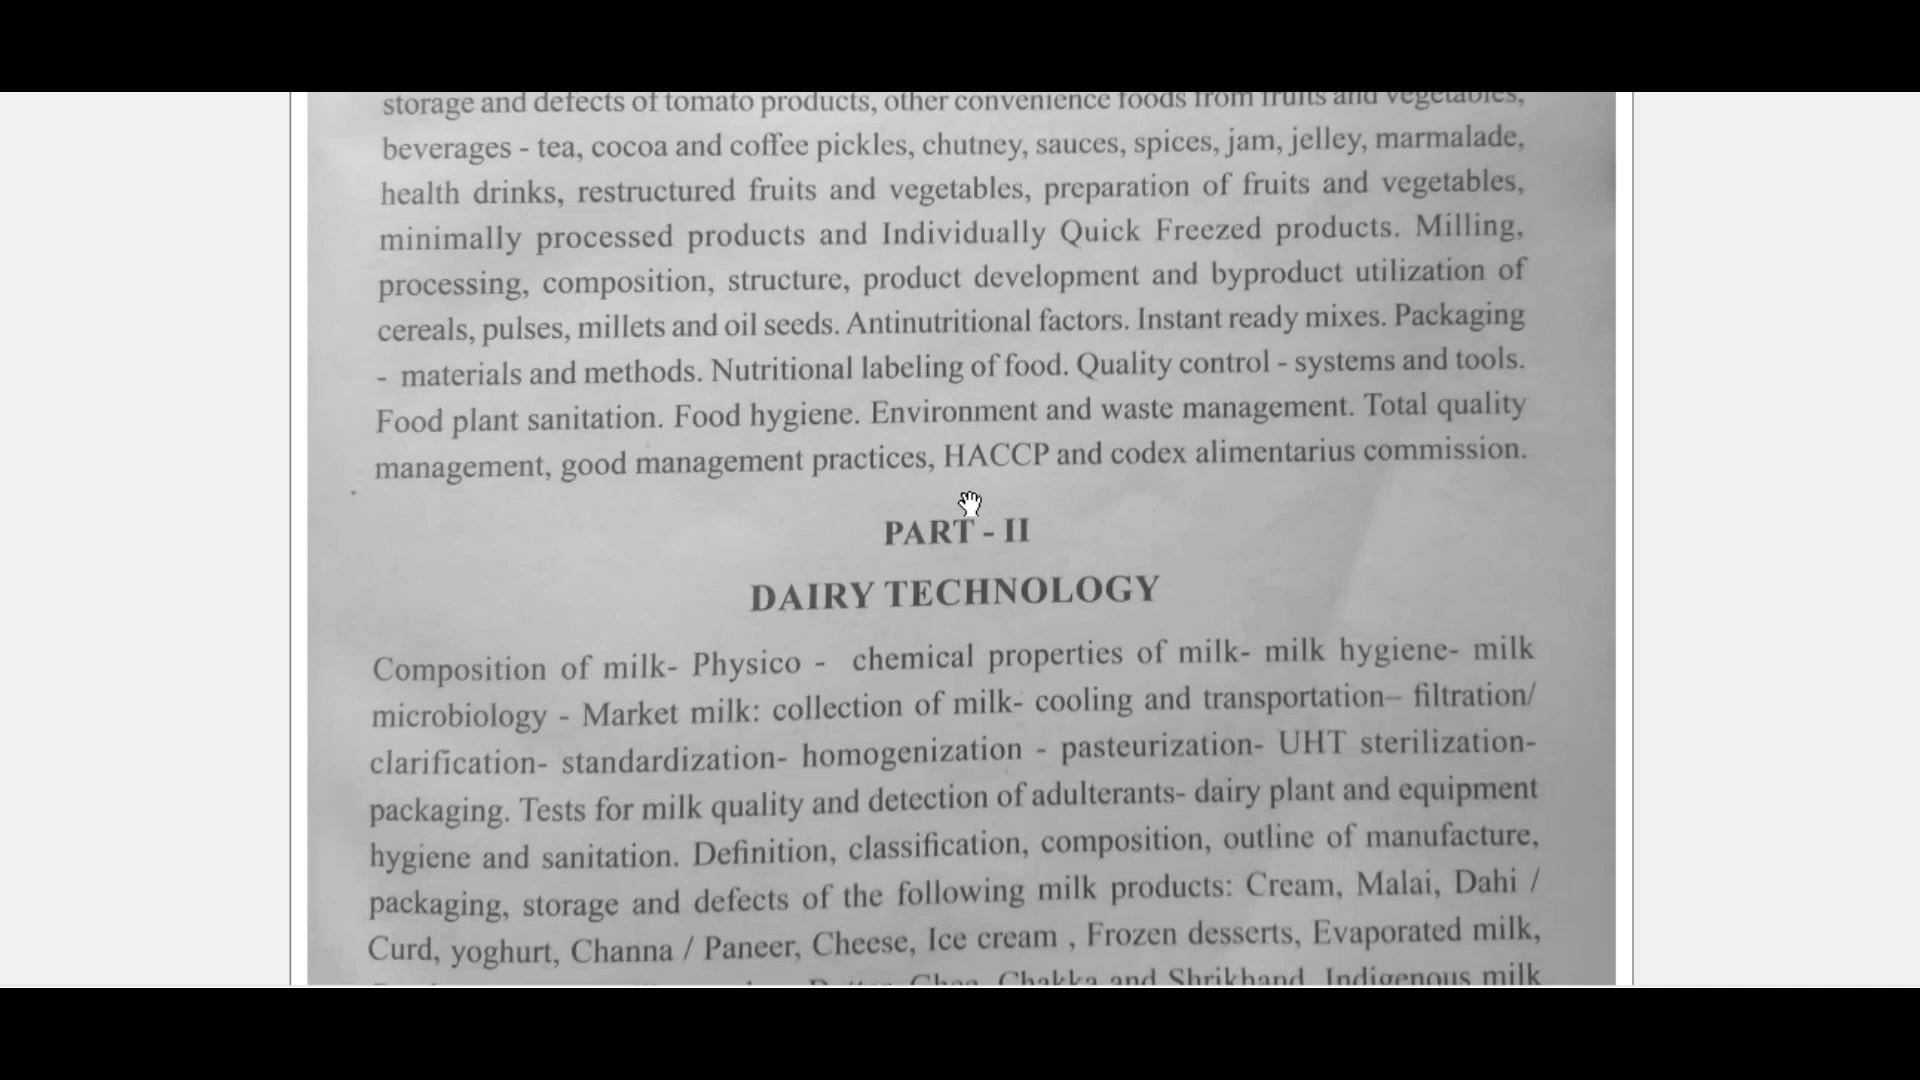 storage and defects of tomato products, other convenience foods from fruits and vegetables,
beverages - tea, cocoa and coffee pickles, chutney, sauces, spices, jam, jelley, marmalade,
health drinks, restructured fruits and vegetables, preparation of fruits and vegetables,
minimally processed products and Individually Quick Freezed products. Milling,
processing, composition, structure, product development and byproduct utilization of
cereals, pulses, millets and oil seeds. Antinutritional factors. Instant ready mixes. Packaging
- materials and methods. Nutritional labeling of food. Quality control - systems and tools.
Food plant sanitation. Food hygiene. Environment and waste management. Total quality
management, good management practices, HACCP and codex alimentarius commission.
PART - II
DAIRY TECHNOLOGY
Composition of milk- Physico - chemical properties of milk- milk hygiene- milk
microbiology - Market milk: collection of milk- cooling and transportation– filtration/
clarification- standardization- homogenization - pasteurization- UHT sterilization-
packaging. Tests for milk quality and detection of adulterants- dairy plant and equipment
hygiene and sanitation. Definition, classification, composition, outline of manufacture,
packaging, storage and defects of the following milk products: Cream, Malai, Dahi /
Curd, yoghurt, Channa / Paneer, Cheese, Ice cream , Frozen desserts, Evaporated milk,
Chakka and Shrikhand, Indigenous milk